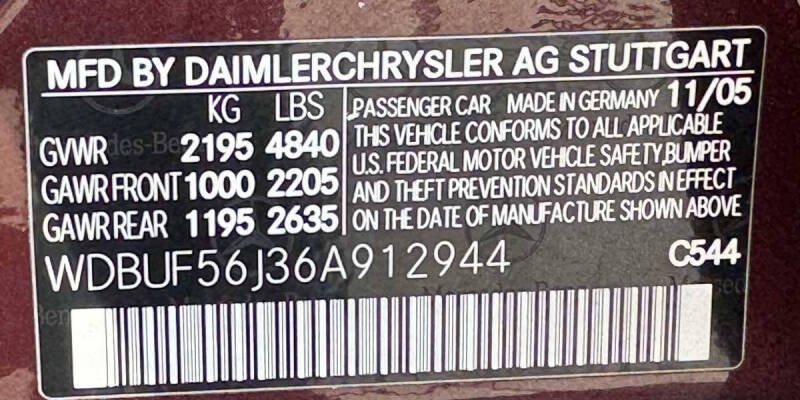 MFD BY DAIMLERCHRYSLER AG STUTTGART
KG LBS
GVWR 2195 4840
GAWR FRONT 1000 2205
GAWR REAR 1195 2635
PASSENGER CAR MADE IN GERMANY 11/05
THIS VEHICLE CONFORMS TO ALL APPLICABLE
U.S. FEDERAL MOTOR VEHICLE SAFETY,BUMPER
AND THEFT PREVENTION STANDARDS IN EFFECT
ON THE DATE OF MANUFACTURE SHOWN ABOVE
WDBUF56J36A912944
C544